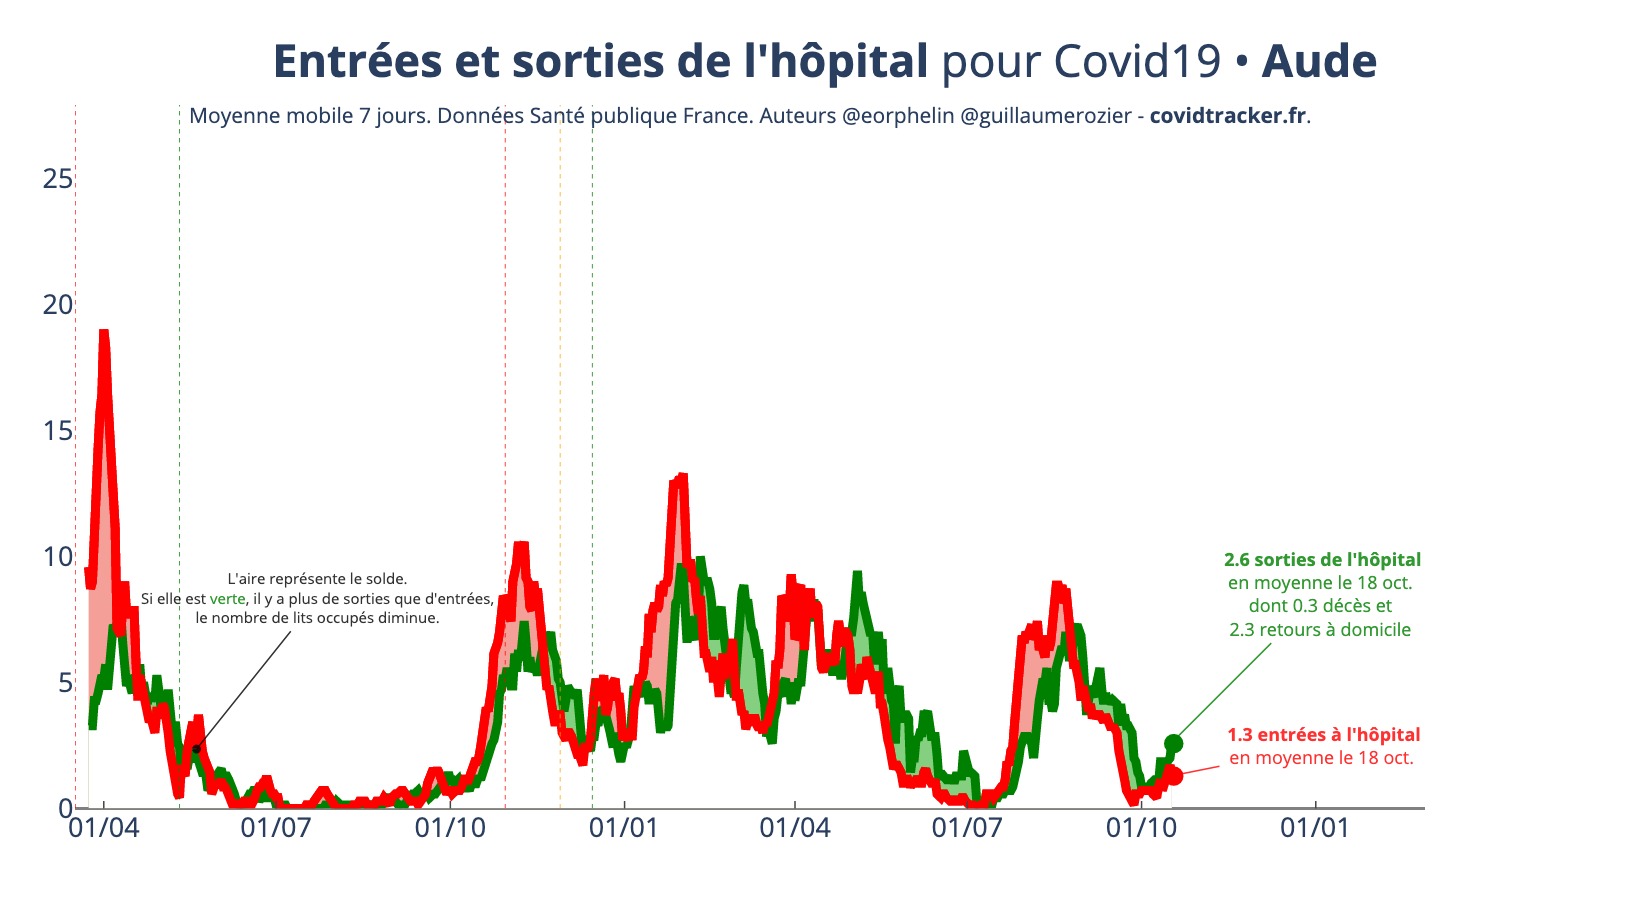 Entrées et sorties de l'hôpital pour Covid19 • Aude
Moyenne mobile 7 jours. Données Santé publique France. Auteurs @eorphelin @guillaumerozier - covidtracker.fr.
25
20
15
10
5
0
L'aire représente le solde.
Si elle est verte, il y a plus de sorties que d'entrées,
le nombre de lits occupés diminue.
2.6 sorties de l'hôpital
en moyenne le 18 oct.
dont 0.3 décès et
2.3 retours à domicile
1.3 entrées à l'hôpital
en moyenne le 18 oct.
01/04 01/07 01/10 01/01 01/04 01/07 01/10 01/01